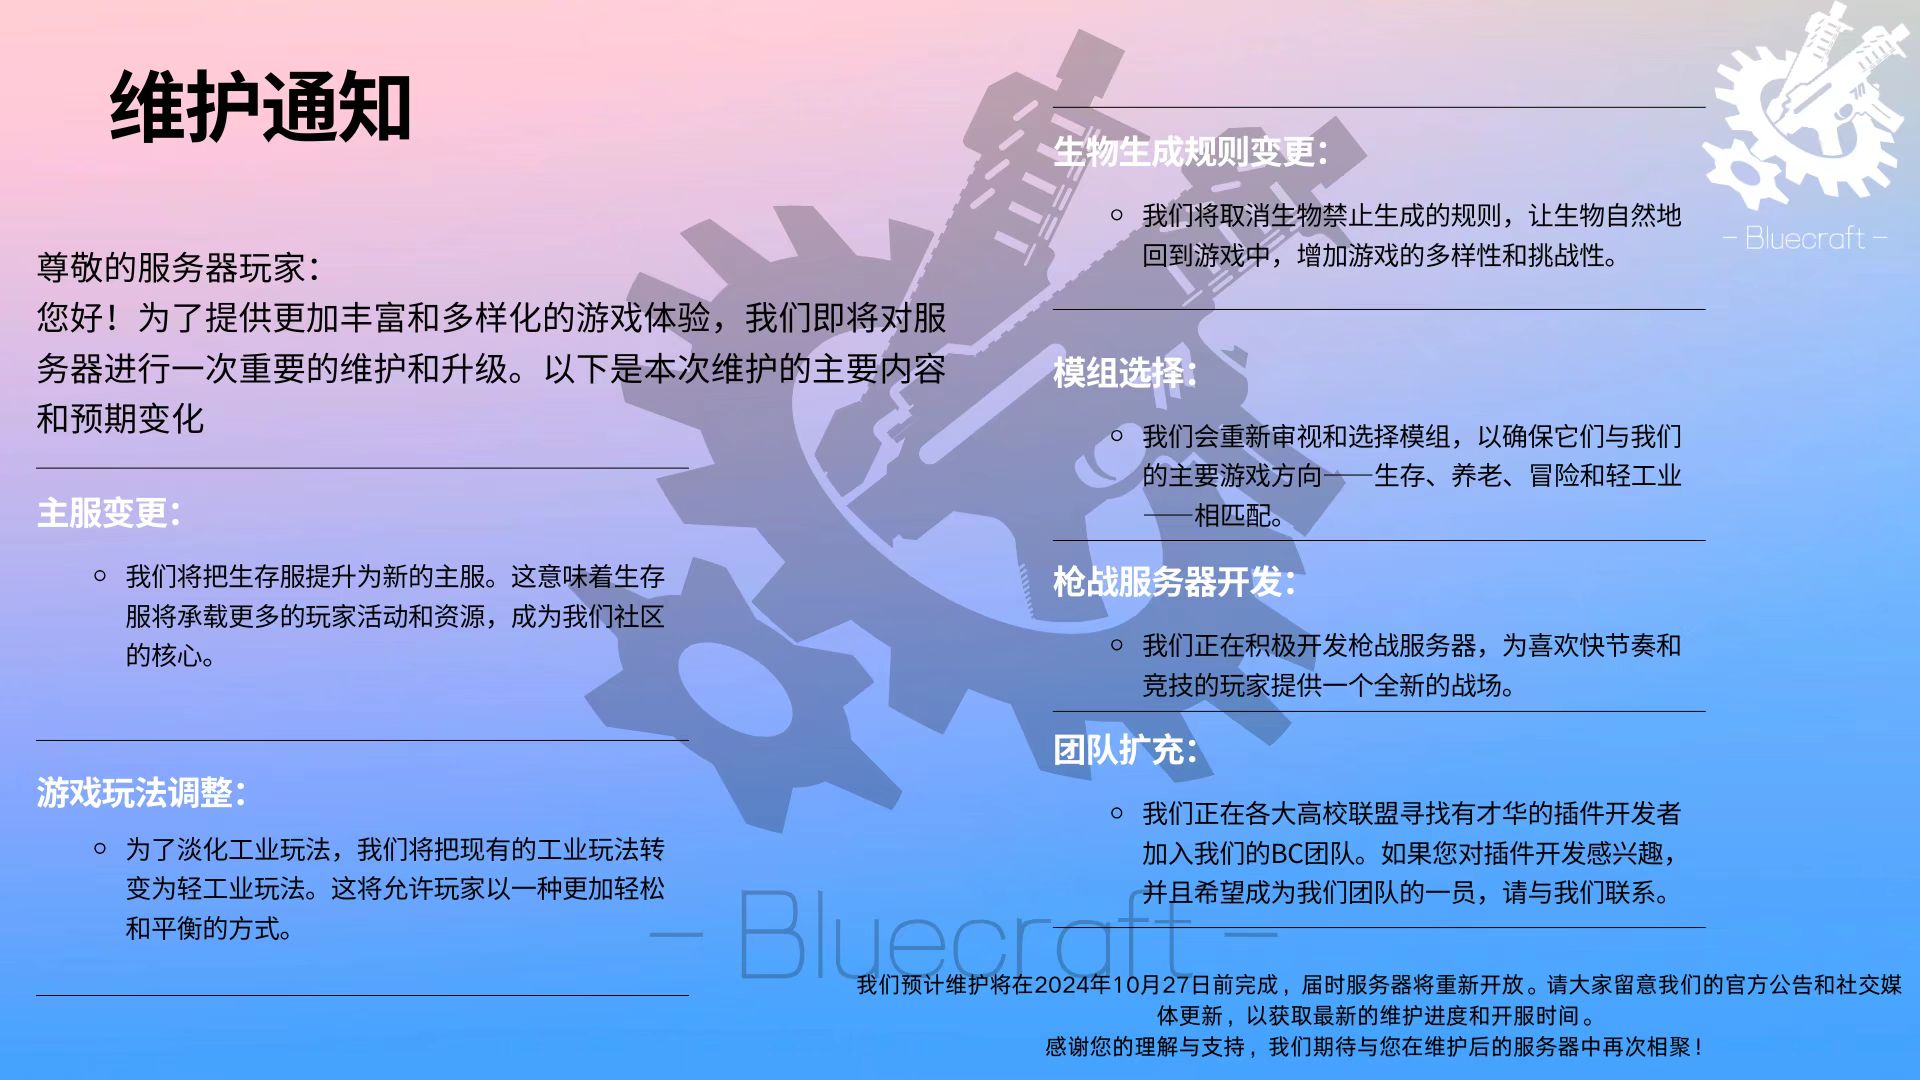 维护通知
尊敬的服务器玩家：
您好！为了提供更加丰富和多样化的游戏体验，我们即将对服
务器进行一次重要的维护和升级。以下是本次维护的主要内容
和预期变化
主服变更：
我们将把生存服提升为新的主服。这意味着生存
服将承载更多的玩家活动和资源，成为我们社区
的核心。
游戏玩法调整：
为了淡化工业玩法，我们将把现有的工业玩法转
变为轻工业玩法。这将允许玩家以一种更加轻松
和平衡的方式。
生物生成规则变更：
我们将取消生物禁止生成的规则，让生物自然地
回到游戏中，增加游戏的多样性和挑战性。
模组选择：
我们会重新审视和选择模组，以确保它们与我们
的主要游戏方向——生存、养老、冒险和轻工业
——相匹配。
枪战服务器开发：
我们正在积极开发枪战服务器，为喜欢快节奏和
竞技的玩家提供一个全新的战场。
团队扩充：
我们正在各大高校联盟寻找有才华的插件开发者
加入我们的BC团队。如果您对插件开发感兴趣，
并且希望成为我们团队的一员，请与我们联系。
我们预计维护将在2024年10月27日前完成，届时服务器将重新开放。请大家留意我们的官方公告和社交媒
体更新，以获取最新的维护进度和开服时间。
感谢您的理解与支持，我们期待与您在维护后的服务器中再次相聚！
– Bluecraft –
– Bluecraft –